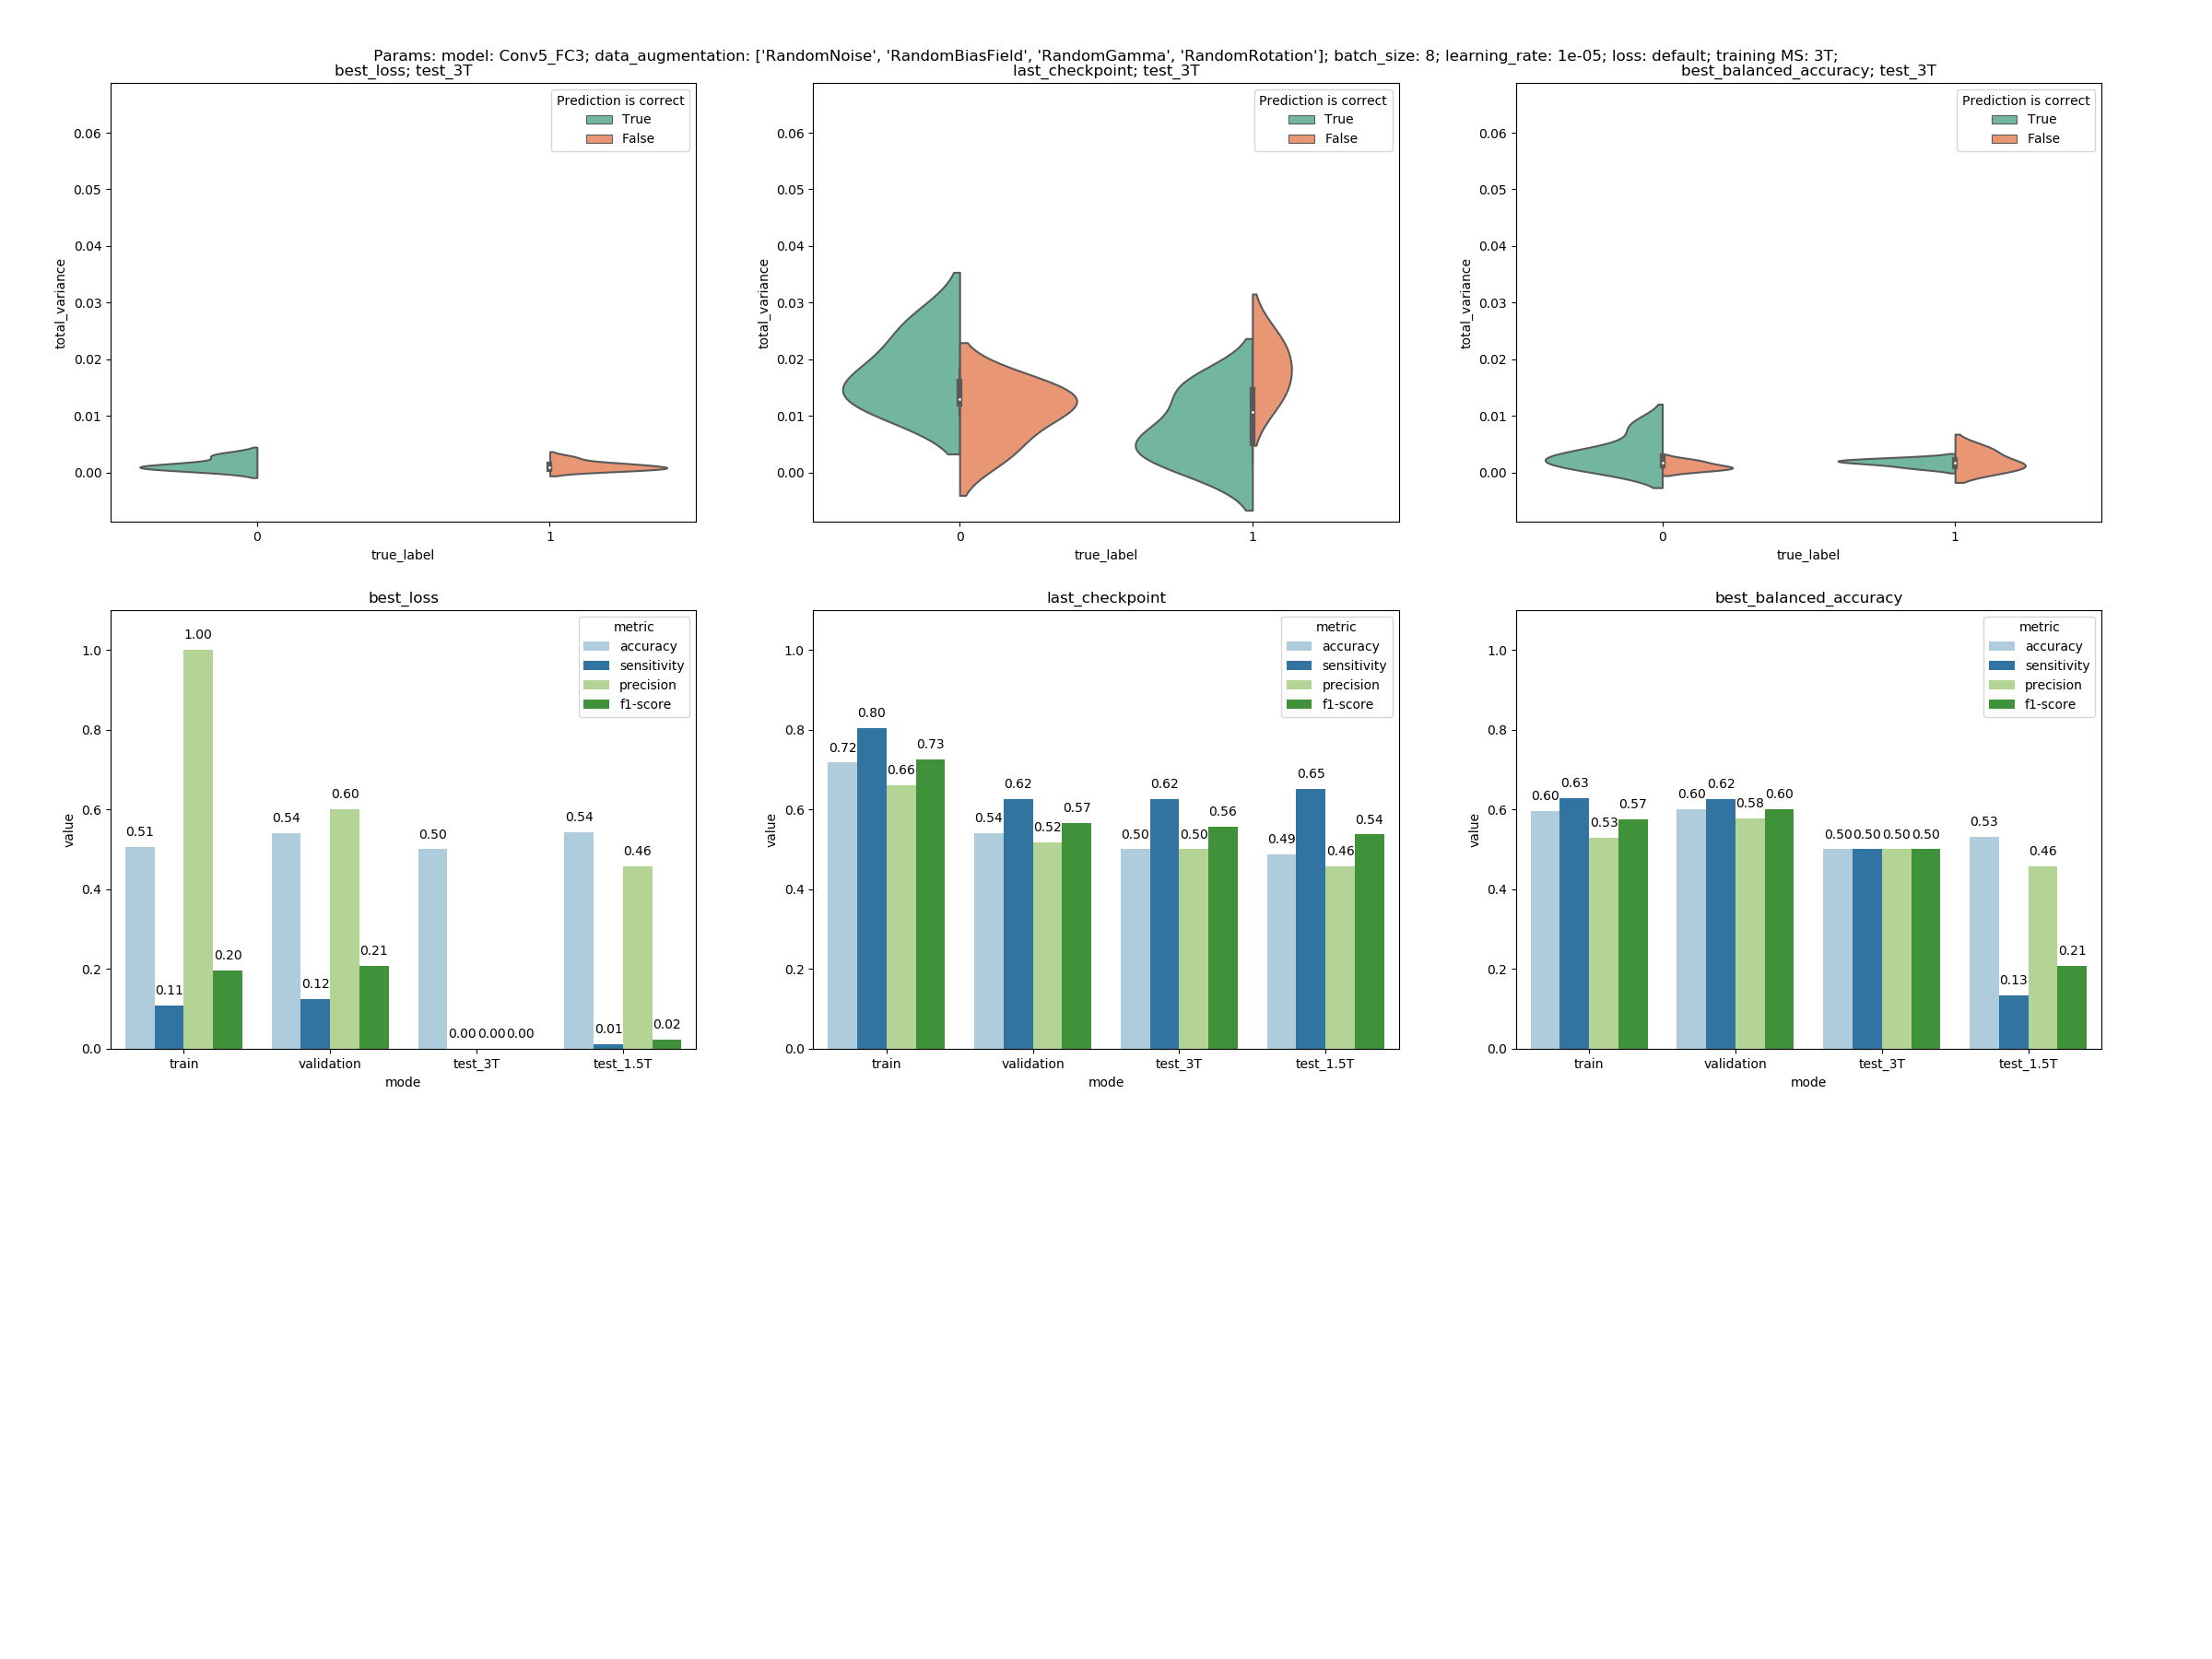 Params: model: Conv5_FC3; data_augmentation: ['RandomNoise', 'RandomBiasField', 'RandomGamma', 'RandomRotation']; batch_size: 8; learning_rate: 1e-05; loss: default; training MS: 3T;
best_loss; test_3T
total_variance
0.06
0.05
0.04
0.03
0.02
0.01
0.00
Prediction is correct
True
False
0 1
true_label
last_checkpoint; test_3T
total_variance
0.06
0.05
0.04
0.03
0.02
0.01
0.00
Prediction is correct
True
False
0 1
true_label
best_balanced_accuracy; test_3T
total_variance
0.06
0.05
0.04
0.03
0.02
0.01
0.00
Prediction is correct
True
False
0 1
true_label
best_loss
value
1.0
0.8
0.6
0.4
0.2
0.0
metric
accuracy
sensitivity
precision
f1-score
0.51 0.11 1.00 0.20
0.54 0.12 0.60 0.21
0.50 0.00 0.00 0.00
0.54 0.01 0.46 0.02
train validation test_3T test_1.5T
mode
last_checkpoint
value
1.0
0.8
0.6
0.4
0.2
0.0
metric
accuracy
sensitivity
precision
f1-score
0.72 0.80 0.66 0.73
0.54 0.62 0.52 0.57
0.50 0.62 0.50 0.56
0.49 0.65 0.46 0.54
train validation test_3T test_1.5T
mode
best_balanced_accuracy
value
1.0
0.8
0.6
0.4
0.2
0.0
metric
accuracy
sensitivity
precision
f1-score
0.60 0.63 0.53 0.57
0.60 0.62 0.58 0.60
0.50 0.50 0.50 0.50
0.53 0.13 0.46 0.21
train validation test_3T test_1.5T
mode